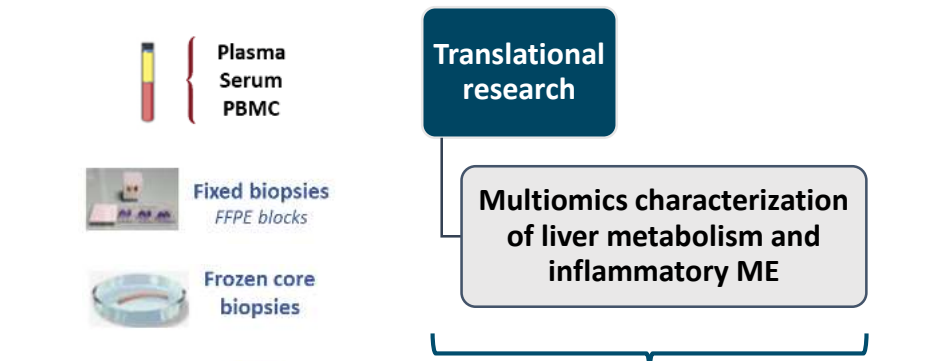 Plasma
Serum
PBMC
Fixed biopsies
FFPE blocks
Frozen core
biopsies
Translational
research
Multiomics characterization
of liver metabolism and
inflammatory ME